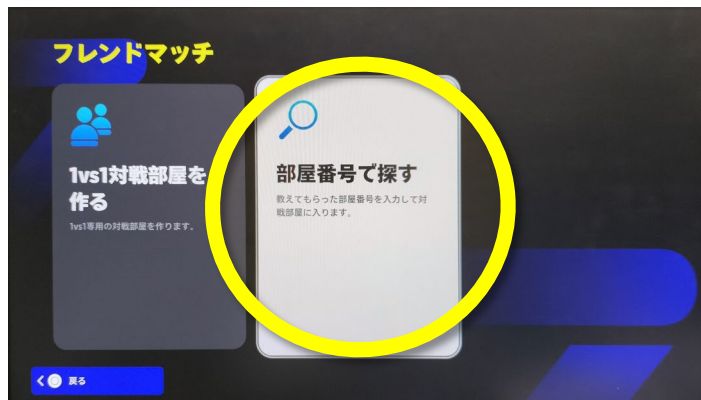 フレンドマッチ
1vs1対戦部屋を
作る
1vs1専用の対戦部屋を作ります。
部屋番号で探す
教えてもらった部屋番号を入力して対
戦部屋に入ります。
戻る